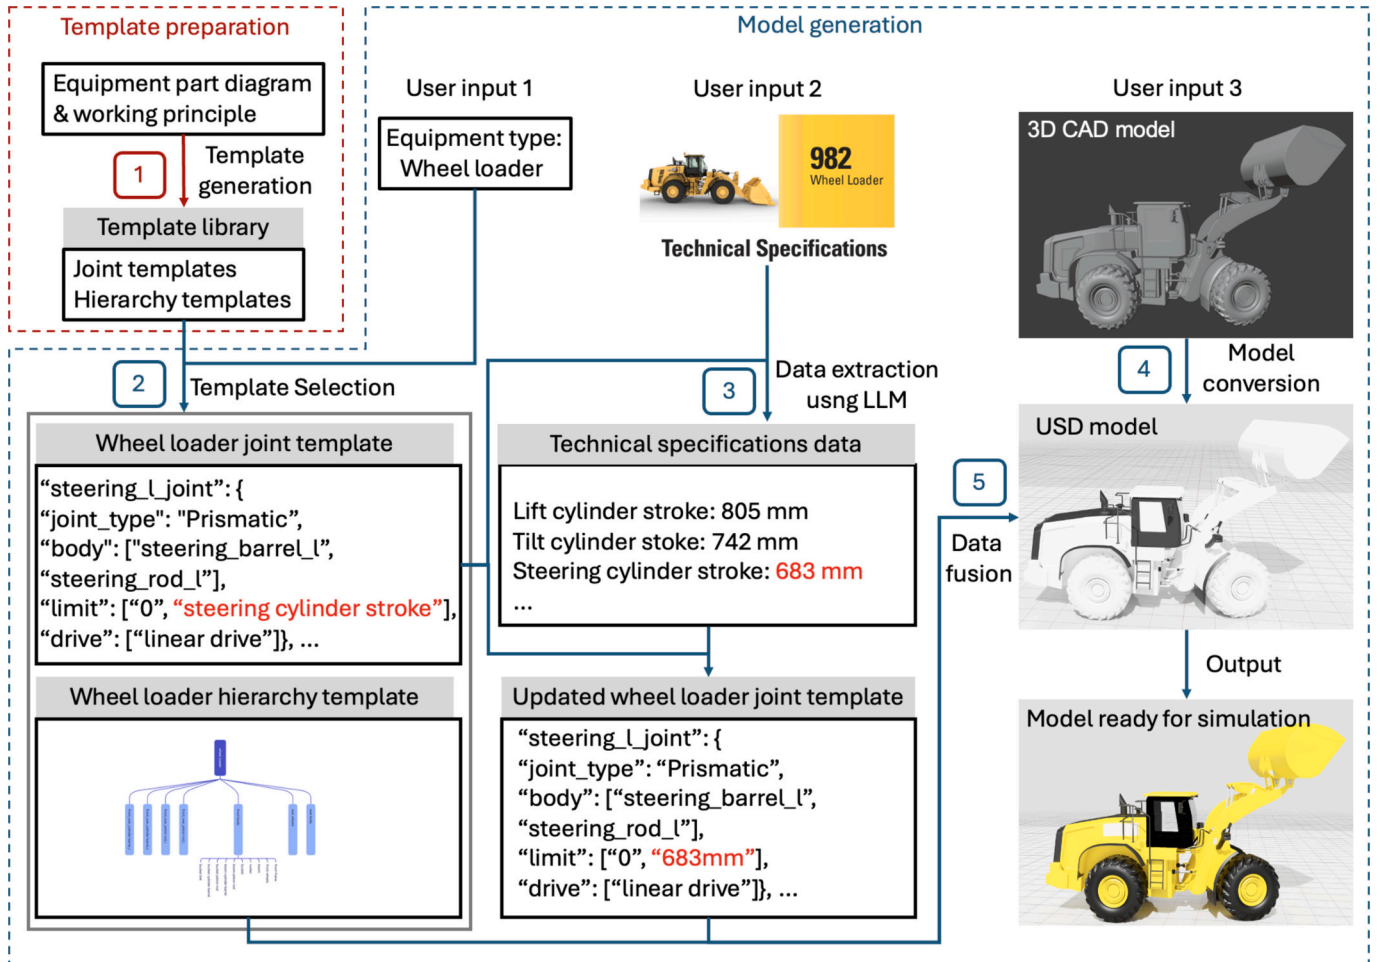 Template preparation
Equipment part diagram
& working principle
1
Template
generation
Template library
Joint templates
Hierarchy templates
Model generation
User input 1
Equipment type:
Wheel loader
User input 2
982
Wheel Loader
Technical Specifications
User input 3
3D CAD model
2
Template Selection
3
Data extraction
usng LLM
4
Model
conversion
Wheel loader joint template
“steering_l_joint”: {
“joint_type": "Prismatic”,
“body": ["steering_barrel_l”,
“steering_rod_l”],
“limit”: [“0”, “steering cylinder stroke”],
“drive”: [“linear drive”]}, ...
Wheel loader hierarchy template
Technical specifications data
Lift cylinder stroke: 805 mm
Tilt cylinder stoke: 742 mm
Steering cylinder stroke: 683 mm
...
Updated wheel loader joint template
“steering_l_joint”: {
“joint_type”: “Prismatic”,
“body”: [“steering_barrel_l”,
“steering_rod_l”],
“limit”: [“0”, “683mm”],
“drive”: [“linear drive”]}, ...
5
Data
fusion
USD model
Output
Model ready for simulation